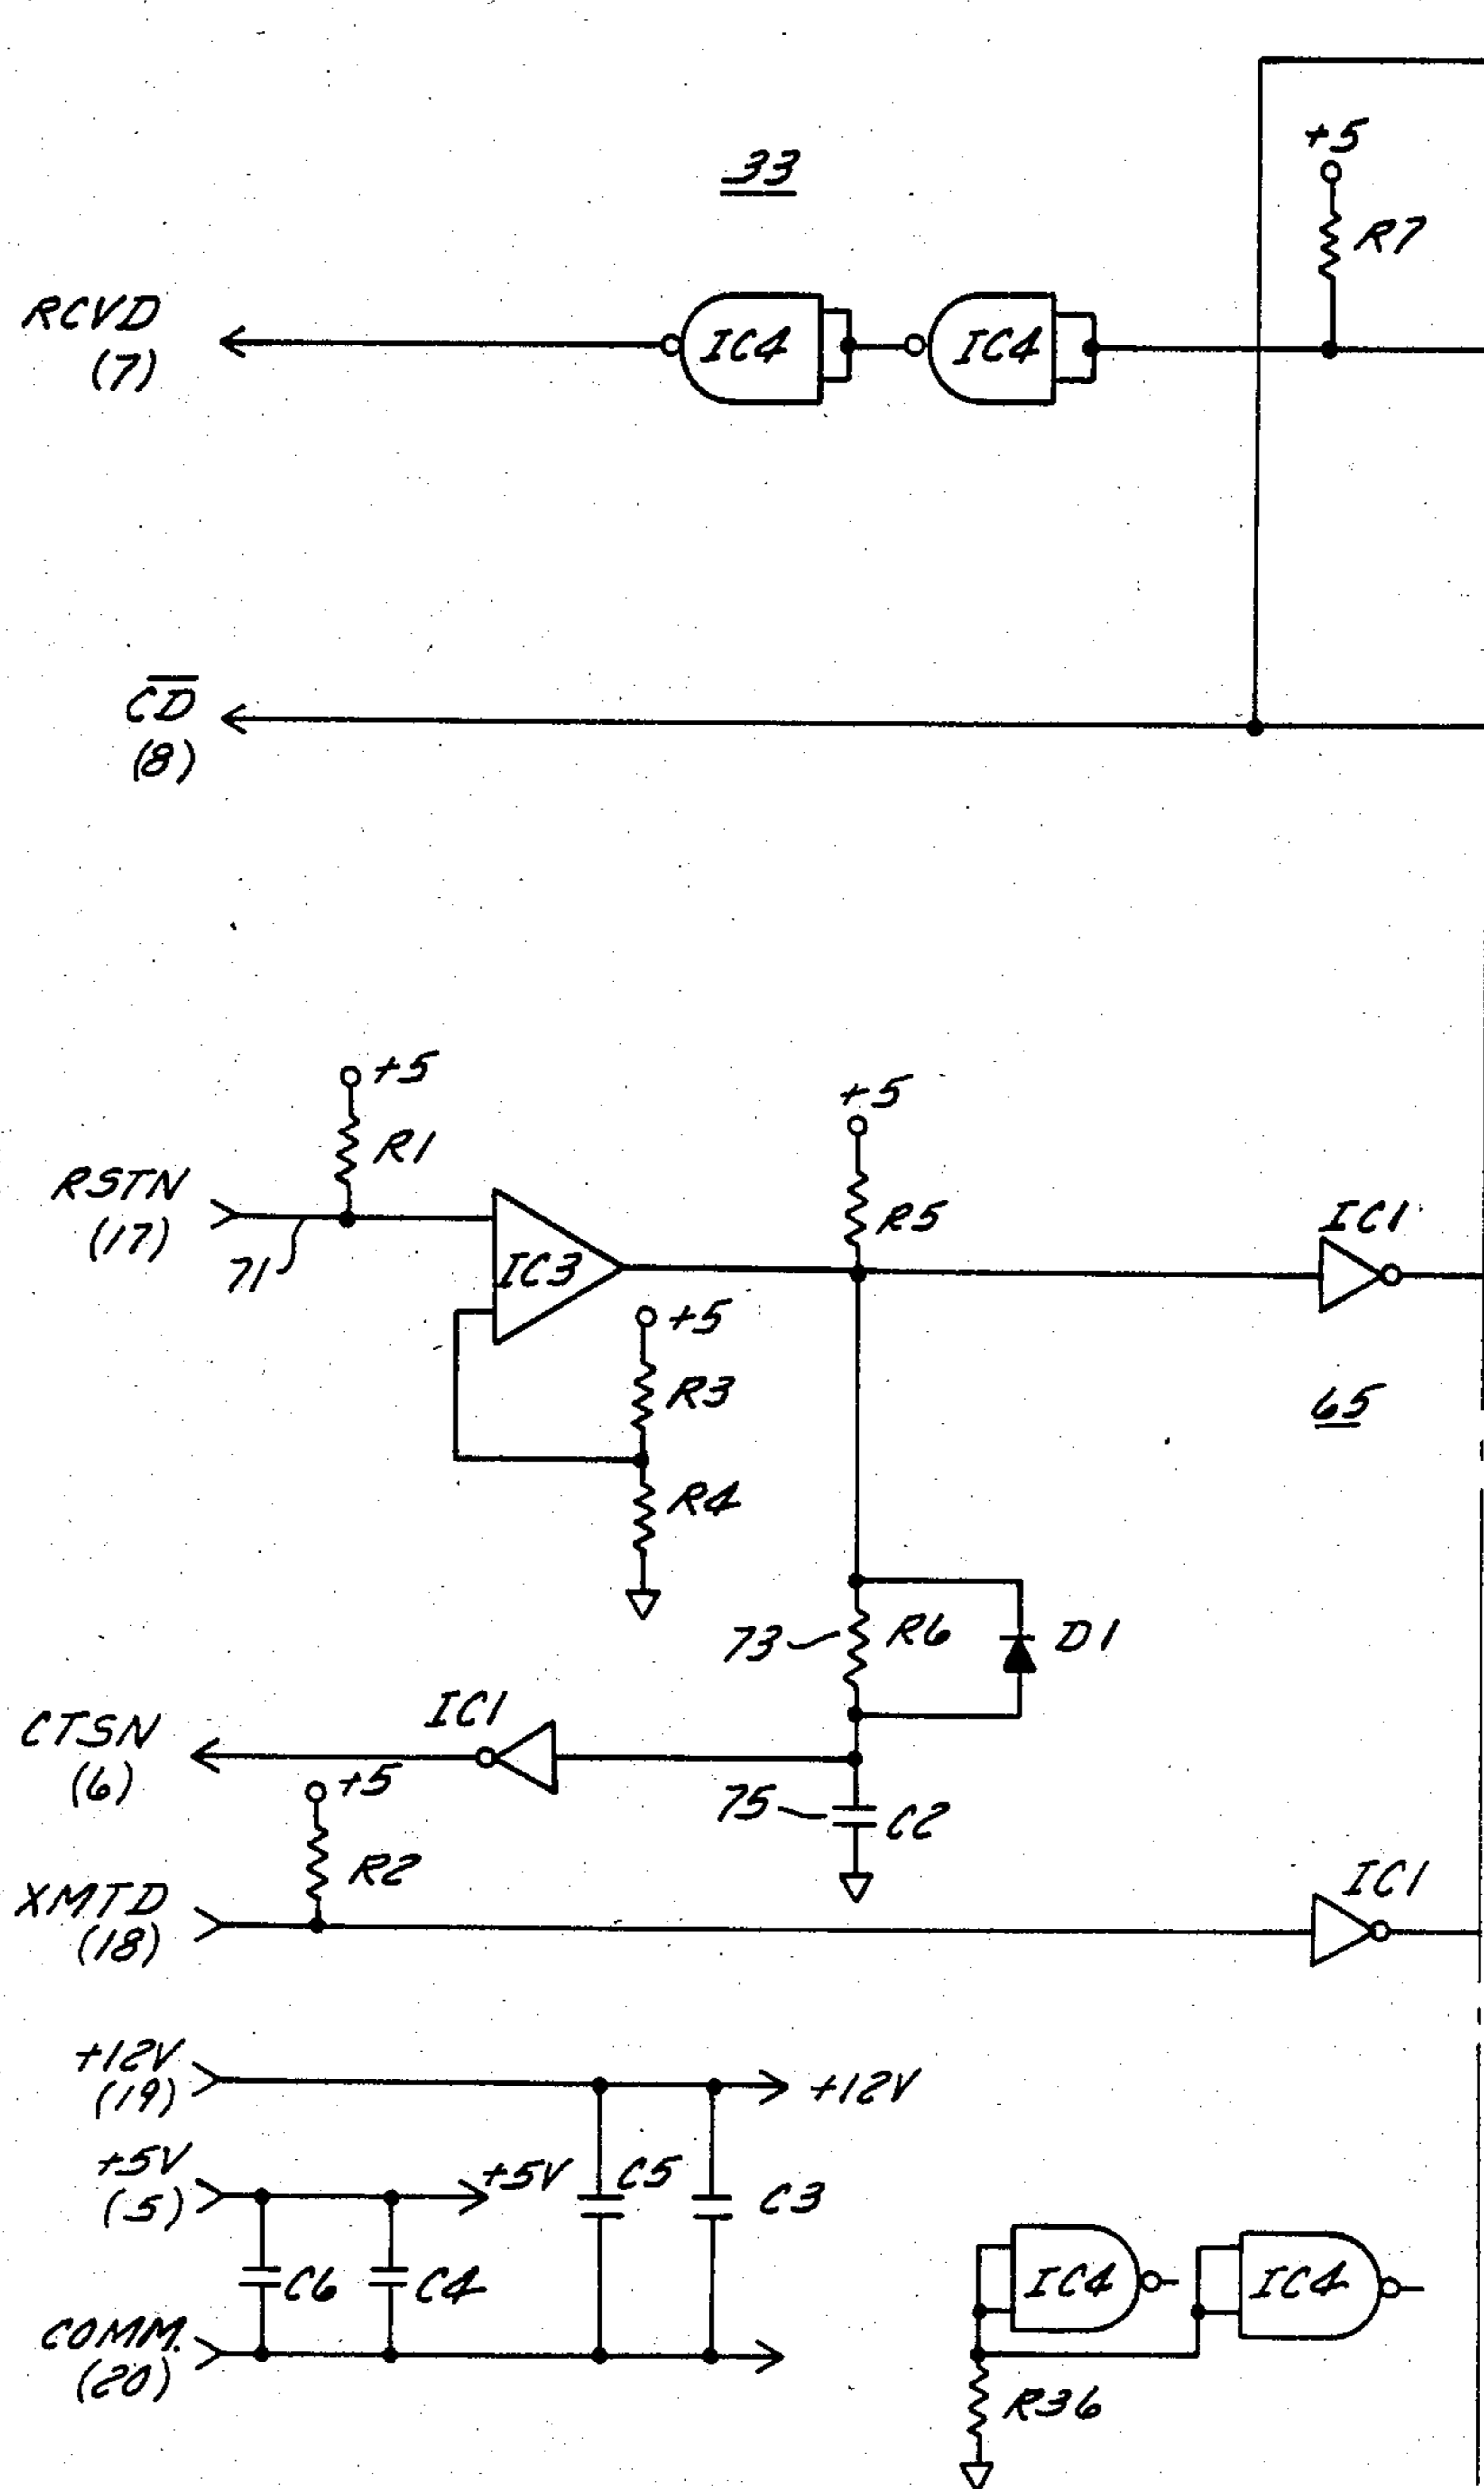 33
+5
R7
RCVD
(7)
IC4
IC4
CD
(8)
+5
R1
RSTN
(17)
71
IC3
+5
R5
IC1
+5
R3
R4
65
73
R6
D1
IC1
CTSN
(6)
+5
R2
75
C2
XMTD
(18)
IC1
+12V
(19)
+12V
+5V
(5)
+5V
C5
C3
C6
C4
COMM.
(20)
IC4
IC4
R36